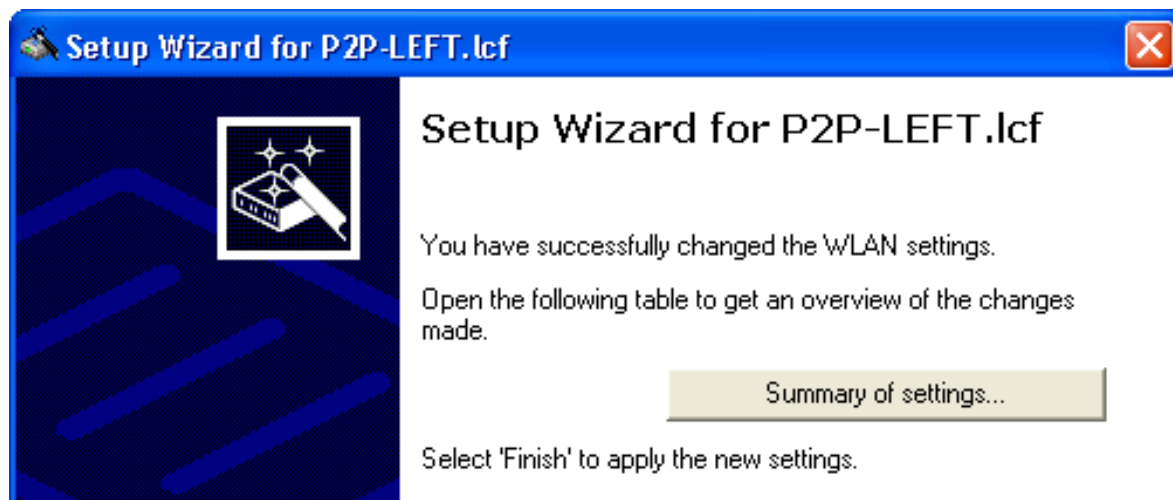 Setup Wizard for P2P-LEFT.lcf
Setup Wizard for P2P-LEFT.lcf
You have successfully changed the WLAN settings.
Open the following table to get an overview of the changes
made.
Summary of settings...
Select 'Finish' to apply the new settings.